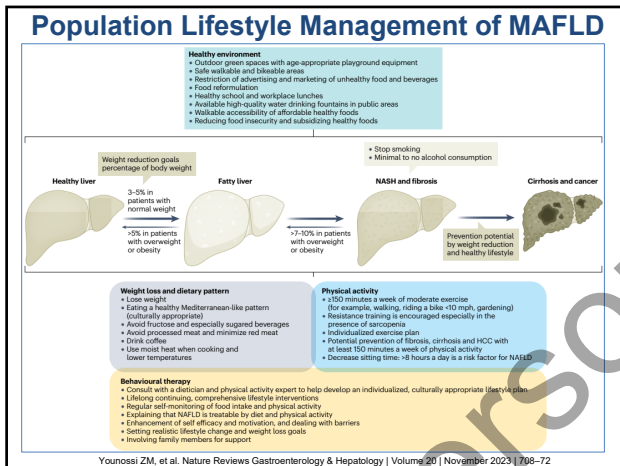 Population Lifestyle Management of MAFLD
Healthy environment
• Outdoor green spaces with age-appropriate playground equipment
• Safe walkable and bikeable areas
• Restriction of advertising and marketing of unhealthy food and beverages
• Food reformulation
• Healthy school and workplace lunches
• Available high-quality water drinking fountains in public areas
• Walkable accessibility of affordable healthy foods
• Reducing food insecurity and subsidizing healthy foods
Weight reduction goals
percentage of body weight
• Stop smoking
• Minimal to no alcohol consumption
Healthy liver
Fatty liver
NASH and fibrosis
Cirrhosis and cancer
3–5% in
patients with
normal weight
>5% in patients
with overweight
or obesity
>7–10% in patients
with overweight
or obesity
Prevention potential
by weight reduction
and healthy lifestyle
Weight loss and dietary pattern
• Lose weight
• Eating a healthy Mediterranean-like pattern
(culturally appropriate)
• Avoid fructose and especially sugared beverages
• Avoid processed meat and minimize red meat
• Drink coffee
• Use moist heat when cooking and
lower temperatures
Physical activity
• ≥150 minutes a week of moderate exercise
(for example, walking, riding a bike <10 mph, gardening)
• Resistance training is encouraged especially in the
presence of sarcopenia
• Individualized exercise plan
• Potential prevention of fibrosis, cirrhosis and HCC with
at least 150 minutes a week of physical activity
• Decrease sitting time: >8 hours a day is a risk factor for NAFLD
Behavioural therapy
• Consult with a dietician and physical activity expert to help develop an individualized, culturally appropriate lifestyle plan
• Lifelong continuing, comprehensive lifestyle interventions
• Regular self-monitoring of food intake and physical activity
• Explaining that NAFLD is treatable by diet and physical activity
• Enhancement of self efficacy and motivation, and dealing with barriers
• Setting realistic lifestyle change and weight loss goals
• Involving family members for support
Younossi ZM, et al. Nature Reviews Gastroenterology & Hepatology | Volume 20 | November 2023 | 708–72